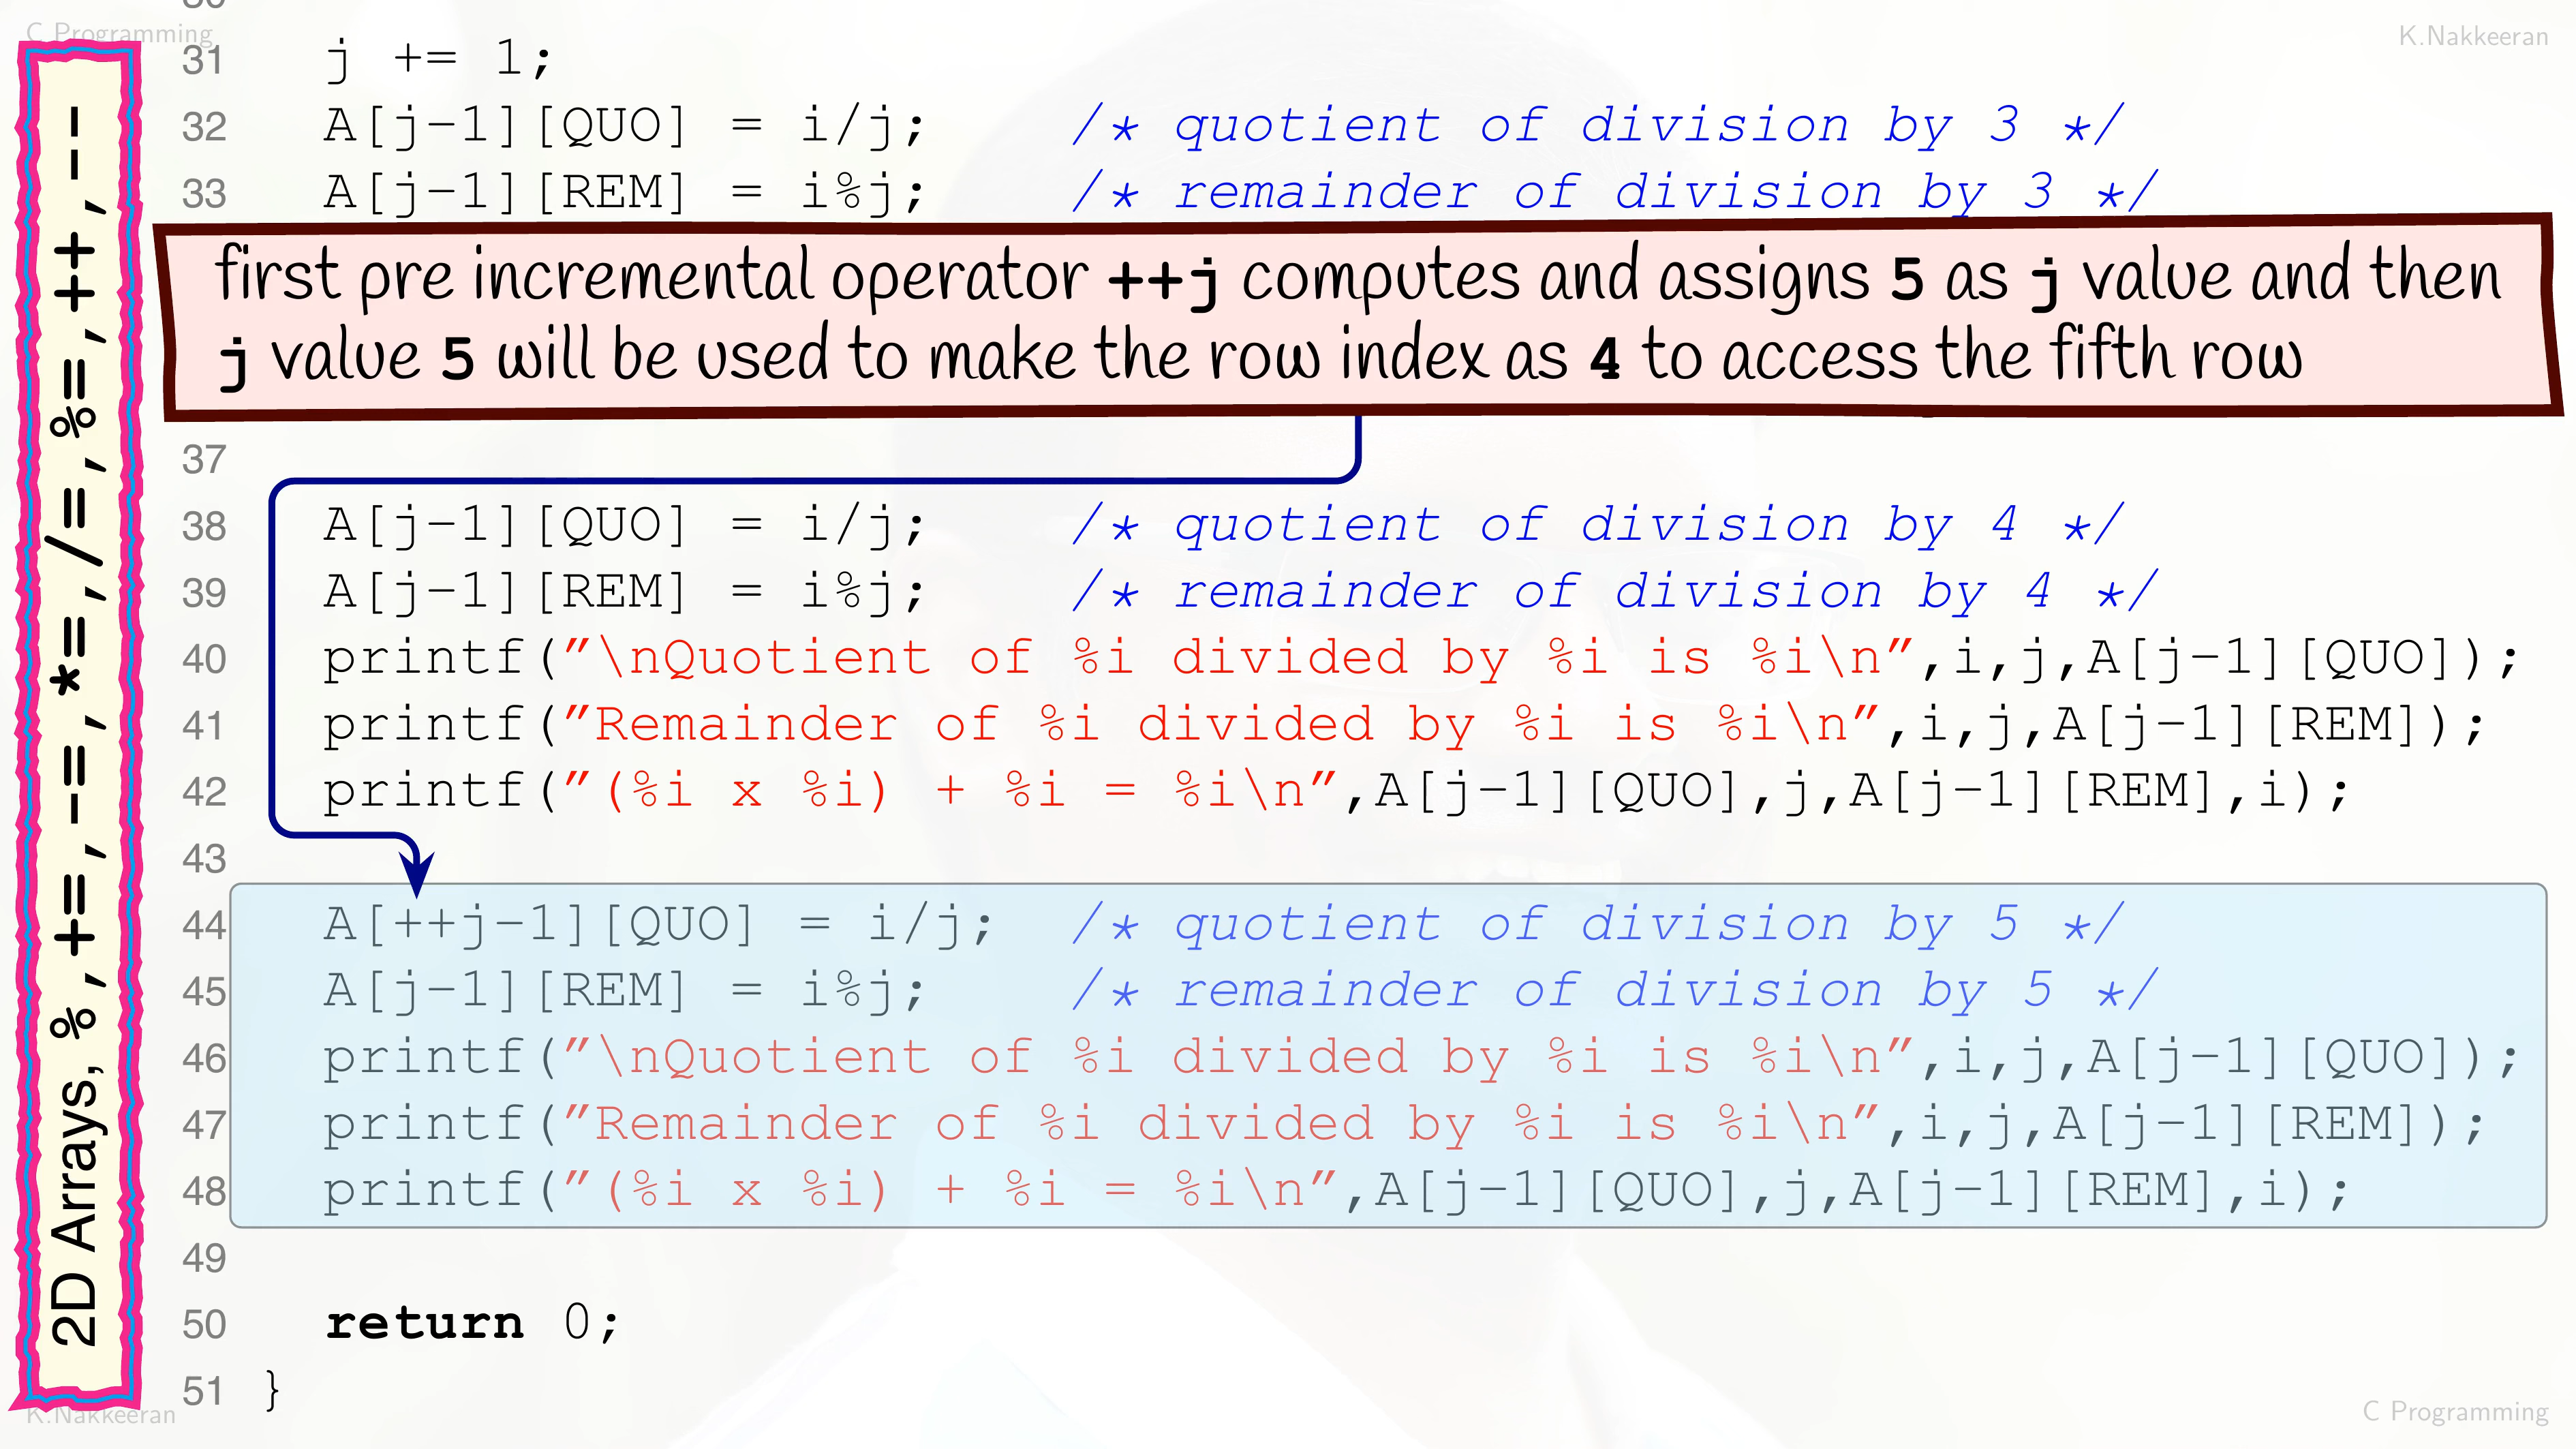 C Programming
K.Nakkeeran
2D Arrays, %,+=,-=,*=,/=,%=,++,--
31 j += 1;
32 A[j-1][QUO] = i/j; /* quotient of division by 3 */
33 A[j-1][REM] = i%j; /* remainder of division by 3 */
first pre incremental operator ++j computes and assigns 5 as j value and then
j value 5 will be used to make the row index as 4 to access the fifth row
37
38 A[j-1][QUO] = i/j; /* quotient of division by 4 */
39 A[j-1][REM] = i%j; /* remainder of division by 4 */
40 printf("\nQuotient of %i divided by %i is %i\n",i,j,A[j-1][QUO]);
41 printf("Remainder of %i divided by %i is %i\n",i,j,A[j-1][REM]);
42 printf("(%i x %i) + %i = %i\n",A[j-1][QUO],j,A[j-1][REM],i);
43
44 A[++j-1][QUO] = i/j; /* quotient of division by 5 */
45 A[j-1][REM] = i%j; /* remainder of division by 5 */
46 printf("\nQuotient of %i divided by %i is %i\n",i,j,A[j-1][QUO]);
47 printf("Remainder of %i divided by %i is %i\n",i,j,A[j-1][REM]);
48 printf("(%i x %i) + %i = %i\n",A[j-1][QUO],j,A[j-1][REM],i);
49
50 return 0;
51 }
K.Nakkeeran
C Programming